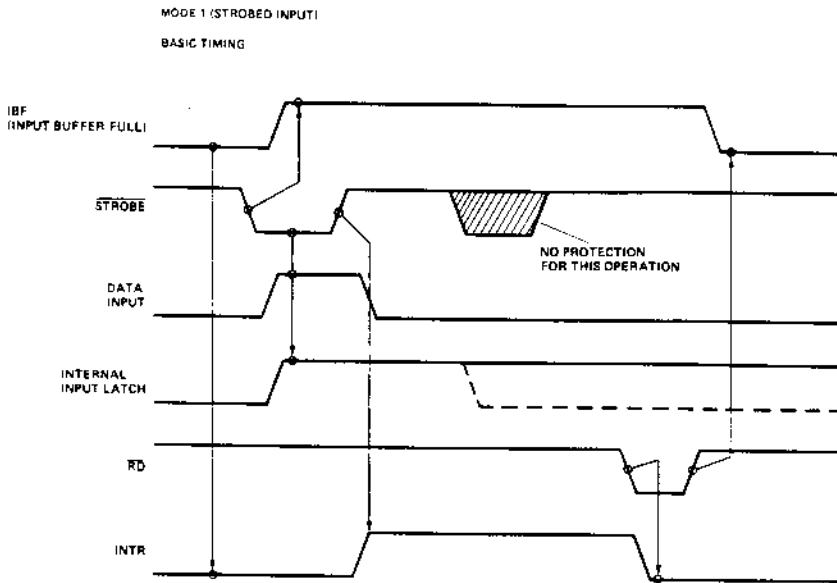 MODE 1 (STROBED INPUT)
BASIC TIMING
IBF
(INPUT BUFFER FULL)
STROBE
NO PROTECTION
FOR THIS OPERATION
DATA
INPUT
INTERNAL
INPUT LATCH
RD
INTR